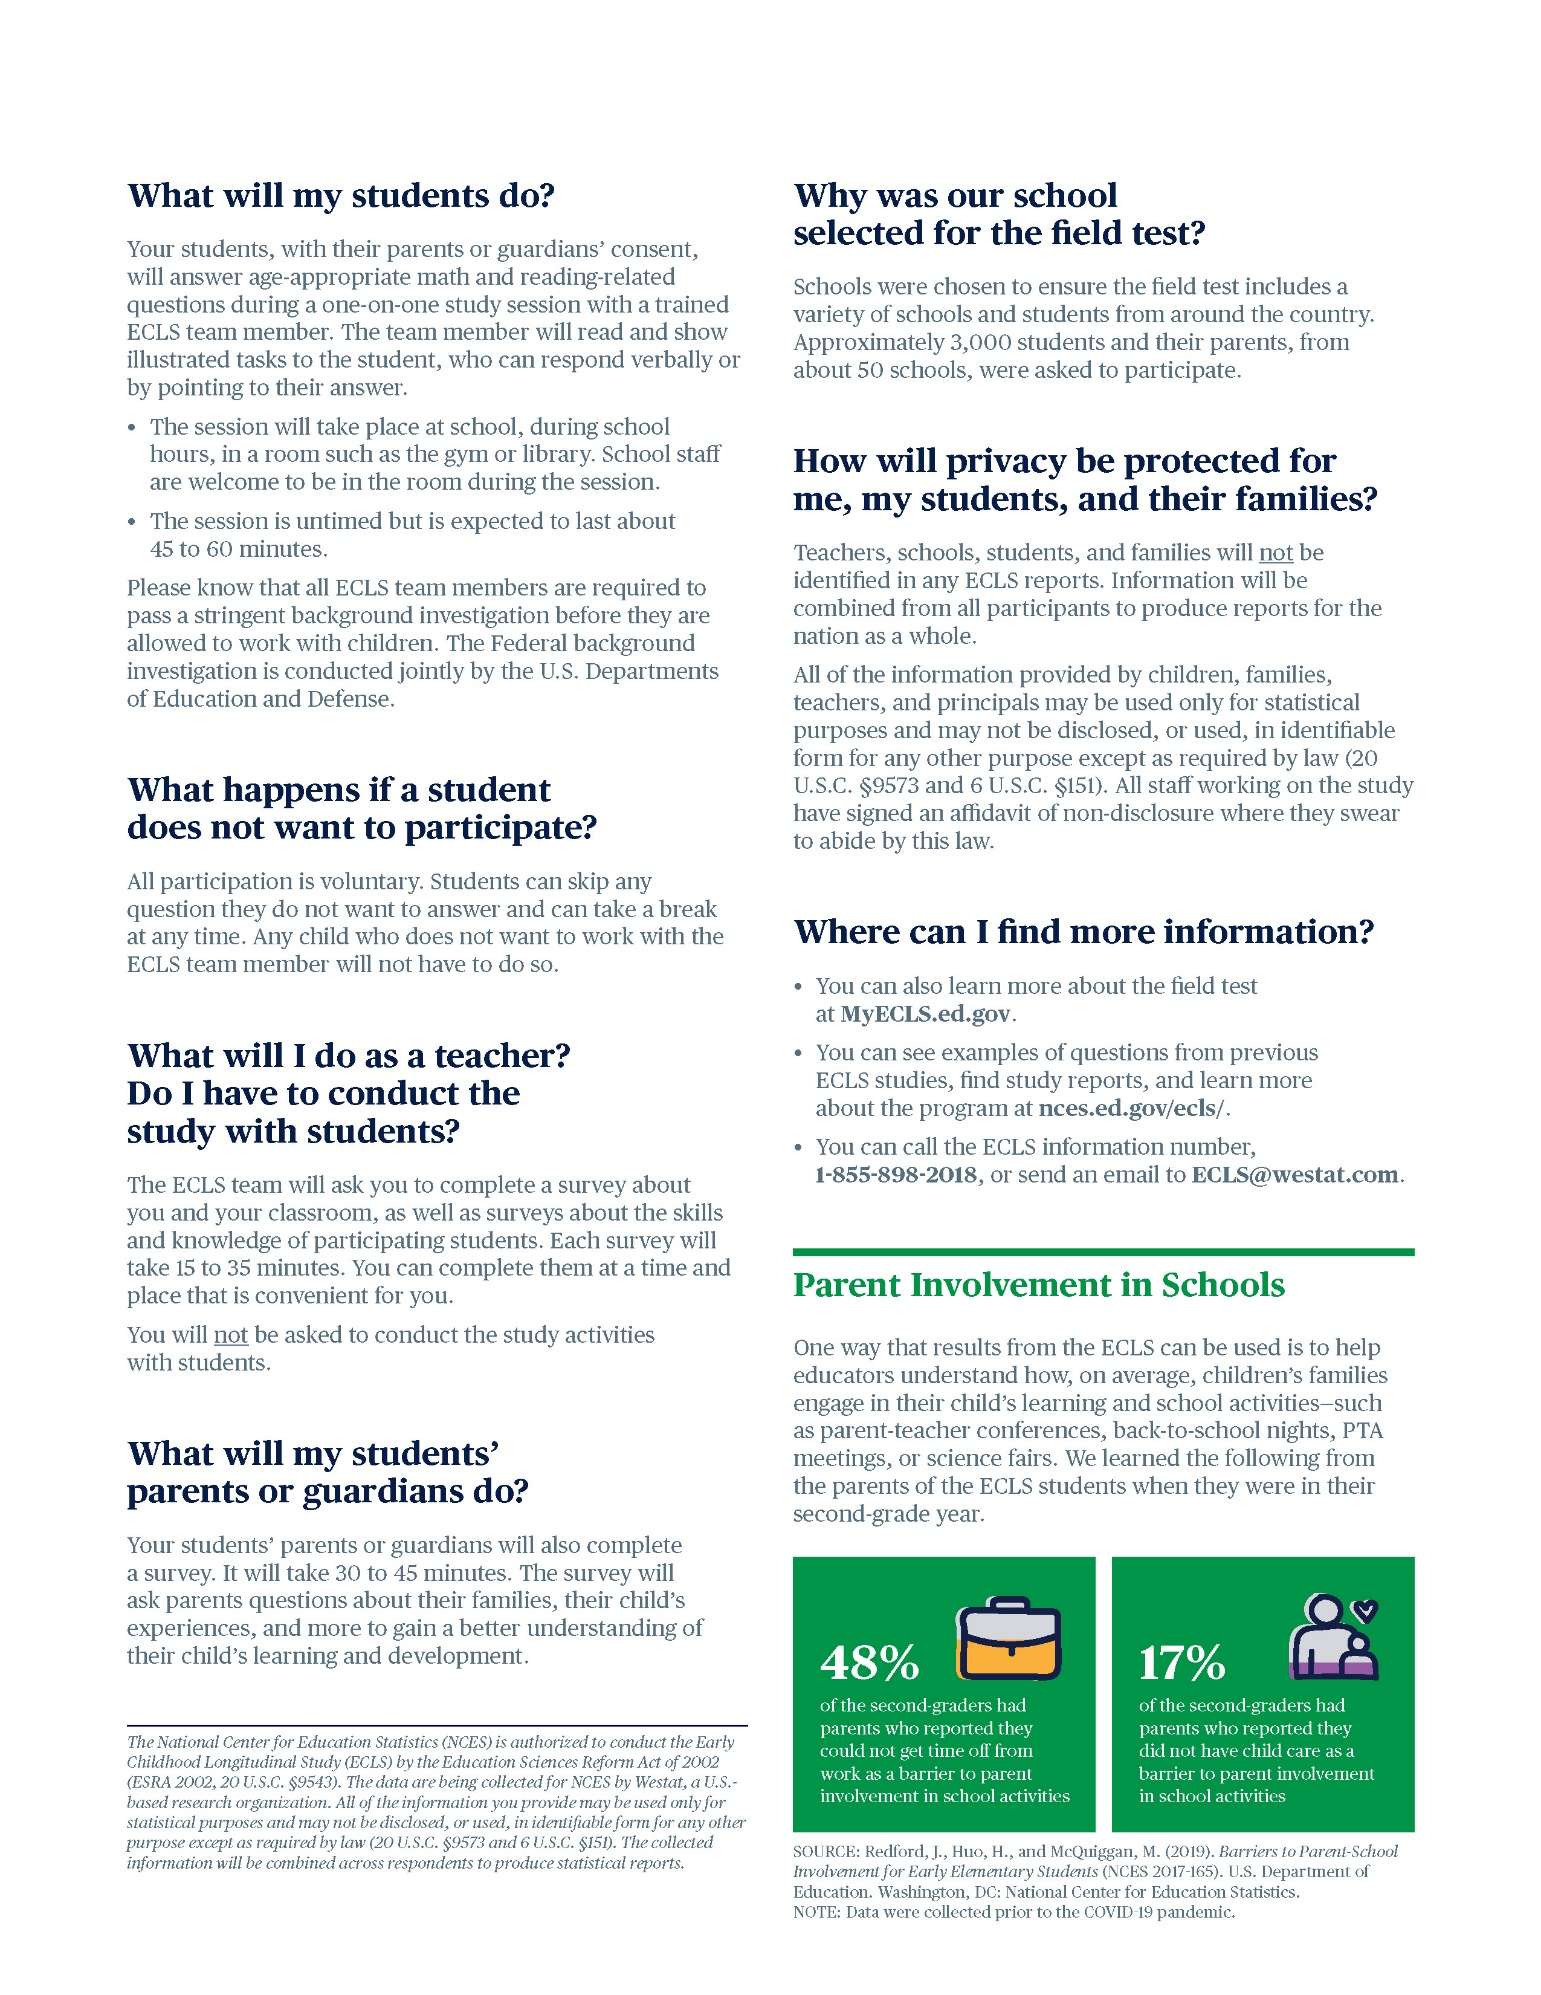 What will my students do?
Your students, with their parents or guardians’ consent,
will answer age-appropriate math and reading-related
questions during a one-on-one study session with a trained
ECLS team member. The team member will read and show
illustrated tasks to the student, who can respond verbally or
by pointing to their answer.
• The session will take place at school, during school
hours, in a room such as the gym or library. School staff
are welcome to be in the room during the session.
• The session is untimed but is expected to last about
45 to 60 minutes.
Please know that all ECLS team members are required to
pass a stringent background investigation before they are
allowed to work with children. The Federal background
investigation is conducted jointly by the U.S. Departments
of Education and Defense.
What happens if a student
does not want to participate?
All participation is voluntary. Students can skip any
question they do not want to answer and can take a break
at any time. Any child who does not want to work with the
ECLS team member will not have to do so.
What will I do as a teacher?
Do I have to conduct the
study with students?
The ECLS team will ask you to complete a survey about
you and your classroom, as well as surveys about the skills
and knowledge of participating students. Each survey will
take 15 to 35 minutes. You can complete them at a time and
place that is convenient for you.
You will not be asked to conduct the study activities
with students.
What will my students’
parents or guardians do?
Your students’ parents or guardians will also complete
a survey. It will take 30 to 45 minutes. The survey will
ask parents questions about their families, their child’s
experiences, and more to gain a better understanding of
their child’s learning and development.
The National Center for Education Statistics (NCES) is authorized to conduct the Early
Childhood Longitudinal Study (ECLS) by the Education Sciences Reform Act of 2002
(ESRA 2002, 20 U.S.C. §9543). The data are being collected for NCES by Westat, a U.S.-
based research organization. All of the information you provide may be used only for
statistical purposes and may not be disclosed, or used, in identifiable form for any other
purpose except as required by law (20 U.S.C. §9573 and 6 U.S.C. §151). The collected
information will be combined across respondents to produce statistical reports.
Why was our school
selected for the field test?
Schools were chosen to ensure the field test includes a
variety of schools and students from around the country.
Approximately 3,000 students and their parents, from
about 50 schools, were asked to participate.
How will privacy be protected for
me, my students, and their families?
Teachers, schools, students, and families will not be
identified in any ECLS reports. Information will be
combined from all participants to produce reports for the
nation as a whole.
All of the information provided by children, families,
teachers, and principals may be used only for statistical
purposes and may not be disclosed, or used, in identifiable
form for any other purpose except as required by law (20
U.S.C. §9573 and 6 U.S.C. §151). All staff working on the study
have signed an affidavit of non-disclosure where they swear
to abide by this law.
Where can I find more information?
• You can also learn more about the field test
at MyECLS.ed.gov.
• You can see examples of questions from previous
ECLS studies, find study reports, and learn more
about the program at nces.ed.gov/ecls/.
• You can call the ECLS information number,
1-855-898-2018, or send an email to ECLS@westat.com.
Parent Involvement in Schools
One way that results from the ECLS can be used is to help
educators understand how, on average, children’s families
engage in their child’s learning and school activities—such
as parent-teacher conferences, back-to-school nights, PTA
meetings, or science fairs. We learned the following from
the parents of the ECLS students when they were in their
second-grade year.
48%
of the second-graders had
parents who reported they
could not get time off from
work as a barrier to parent
involvement in school activities
17%
of the second-graders had
parents who reported they
did not have child care as a
barrier to parent involvement
in school activities
SOURCE: Redford, J., Huo, H., and McQuiggan, M. (2019). Barriers to Parent-School
Involvement for Early Elementary Students (NCES 2017-165). U.S. Department of
Education. Washington, DC: National Center for Education Statistics.
NOTE: Data were collected prior to the COVID-19 pandemic.